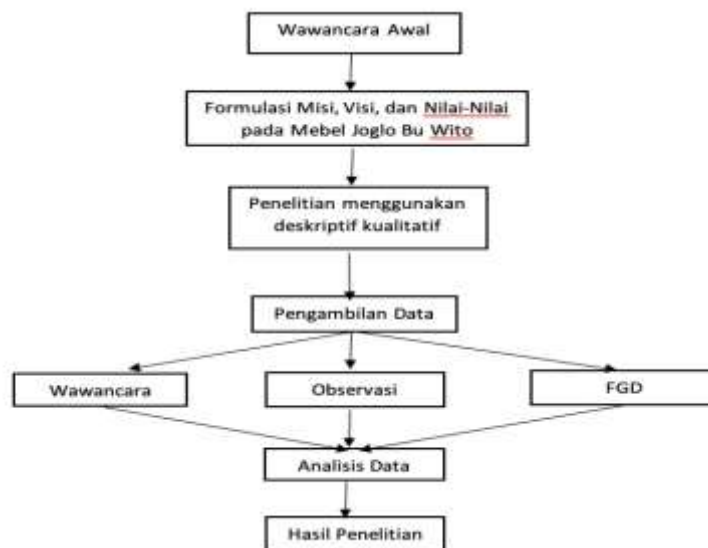 Wawancara Awal
Formulasi Misi, Visi, dan Nilai-Nilai
pada Mebel Joglo Bu Wito
Penelitian menggunakan
deskriptif kualitatif
Pengambilan Data
Wawancara
Observasi
FGD
Analisis Data
Hasil Penelitian